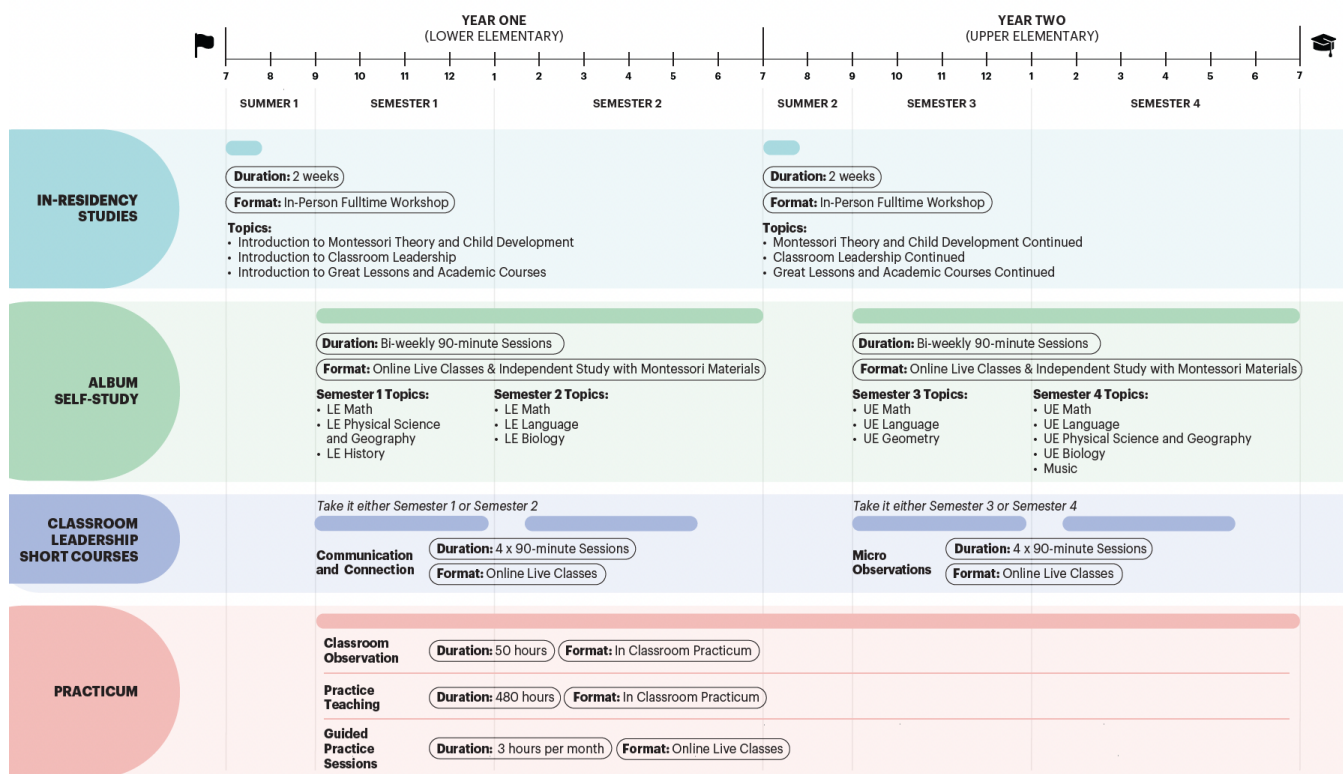 YEAR ONE
(LOWER ELEMENTARY)
YEAR TWO
(UPPER ELEMENTARY)
7 8 9 10 11 12 1 2 3 4 5 6 7 8 9 10 11 12 1 2 3 4 5 6 7
SUMMER 1 SEMESTER 1 SEMESTER 2 SUMMER 2 SEMESTER 3 SEMESTER 4
IN-RESIDENCY
STUDIES
Duration: 2 weeks
Format: In-Person Fulltime Workshop
Topics:
• Introduction to Montessori Theory and Child Development
• Introduction to Classroom Leadership
• Introduction to Great Lessons and Academic Courses
Duration: 2 weeks
Format: In-Person Fulltime Workshop
Topics:
• Montessori Theory and Child Development Continued
• Classroom Leadership Continued
• Great Lessons and Academic Courses Continued
ALBUM
SELF-STUDY
Duration: Bi-weekly 90-minute Sessions
Format: Online Live Classes & Independent Study with Montessori Materials
Semester 1 Topics:
• LE Math
• LE Physical Science
and Geography
• LE History
Semester 2 Topics:
• LE Math
• LE Language
• LE Biology
Duration: Bi-weekly 90-minute Sessions
Format: Online Live Classes & Independent Study with Montessori Materials
Semester 3 Topics:
• UE Math
• UE Language
• UE Geometry
Semester 4 Topics:
• UE Math
• UE Language
• UE Physical Science and Geography
• UE Biology
• Music
CLASSROOM
LEADERSHIP
SHORT COURSES
Take it either Semester 1 or Semester 2
Communication
and Connection
Duration: 4 x 90-minute Sessions
Format: Online Live Classes
Take it either Semester 3 or Semester 4
Micro
Observations
Duration: 4 x 90-minute Sessions
Format: Online Live Classes
PRACTICUM
Classroom
Observation
Duration: 50 hours
Format: In Classroom Practicum
Practice
Teaching
Duration: 480 hours
Format: In Classroom Practicum
Guided
Practice
Sessions
Duration: 3 hours per month
Format: Online Live Classes